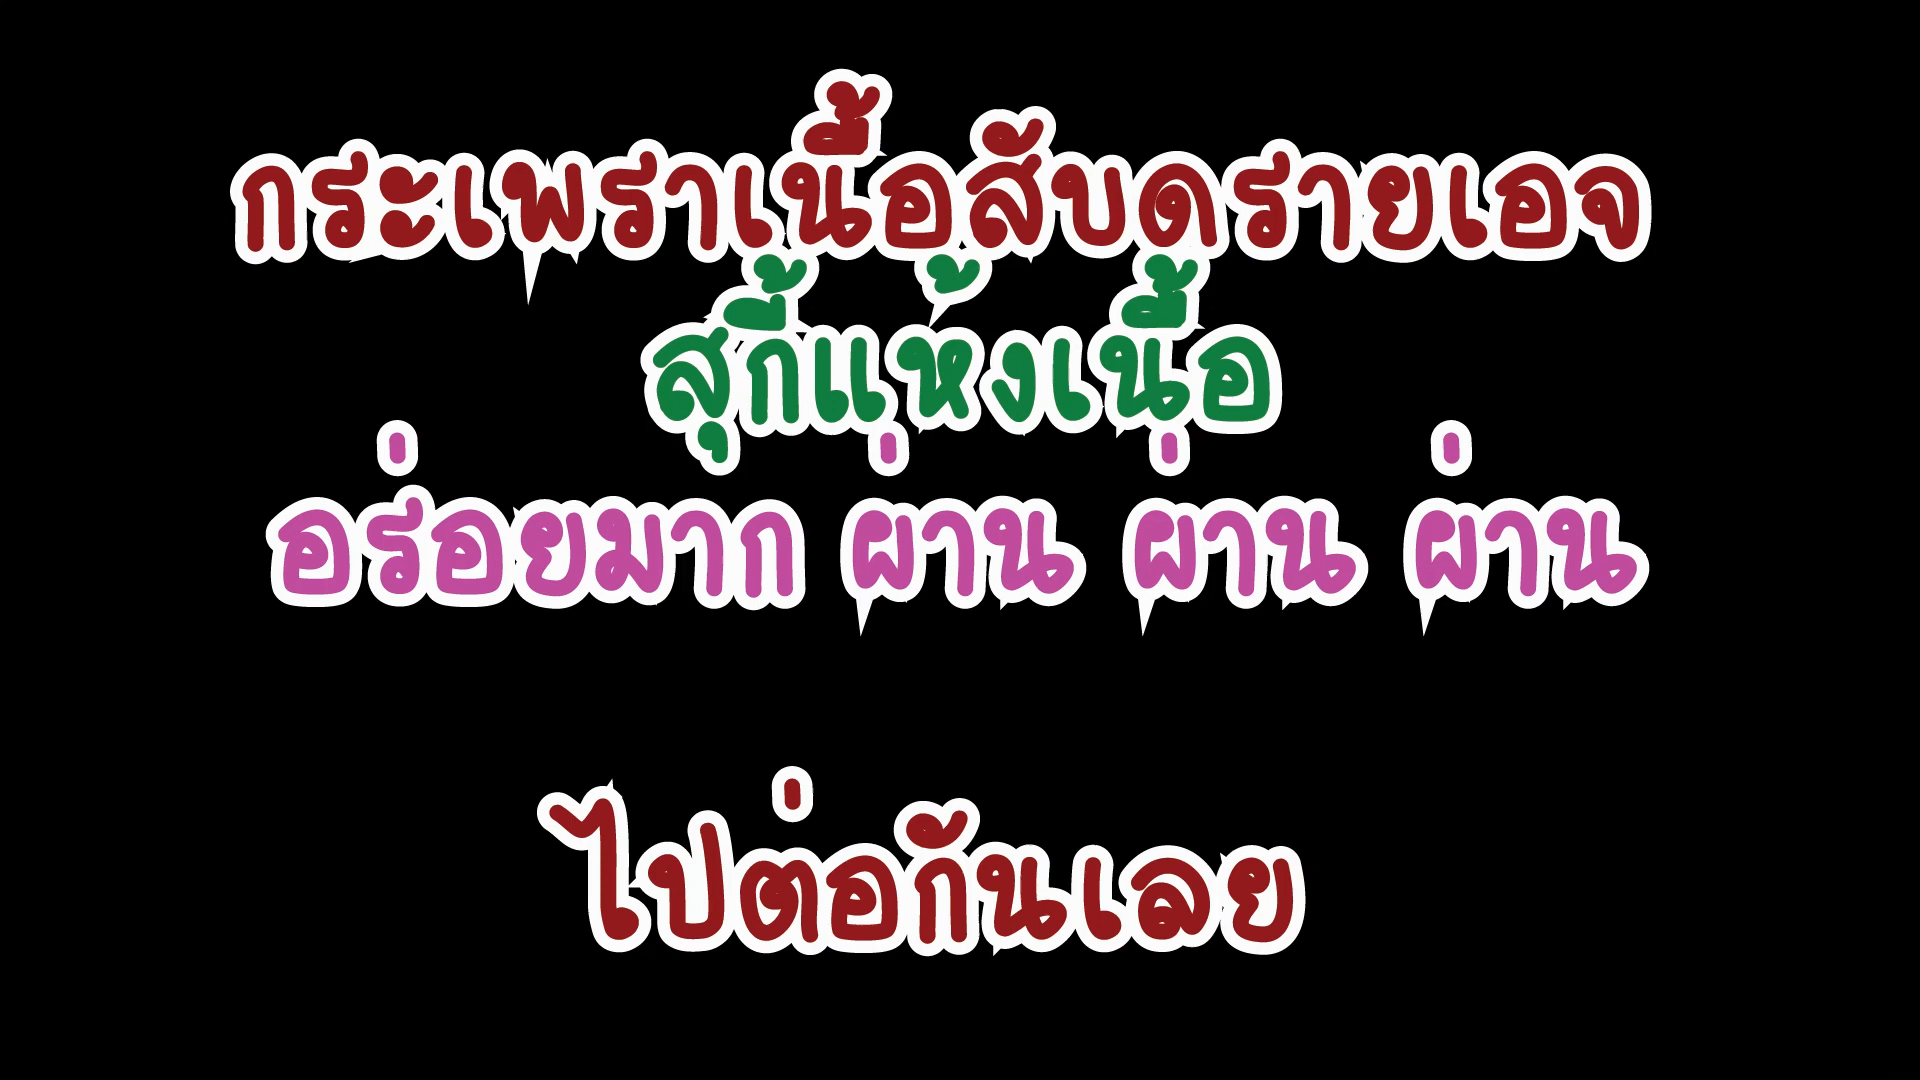 กระเพราเนื้อสับดรายเอจ
สุกี้แห้งเนื้อ
อร่อยมาก ผ่าน ผ่าน ผ่าน
ไปต่อกันเลย